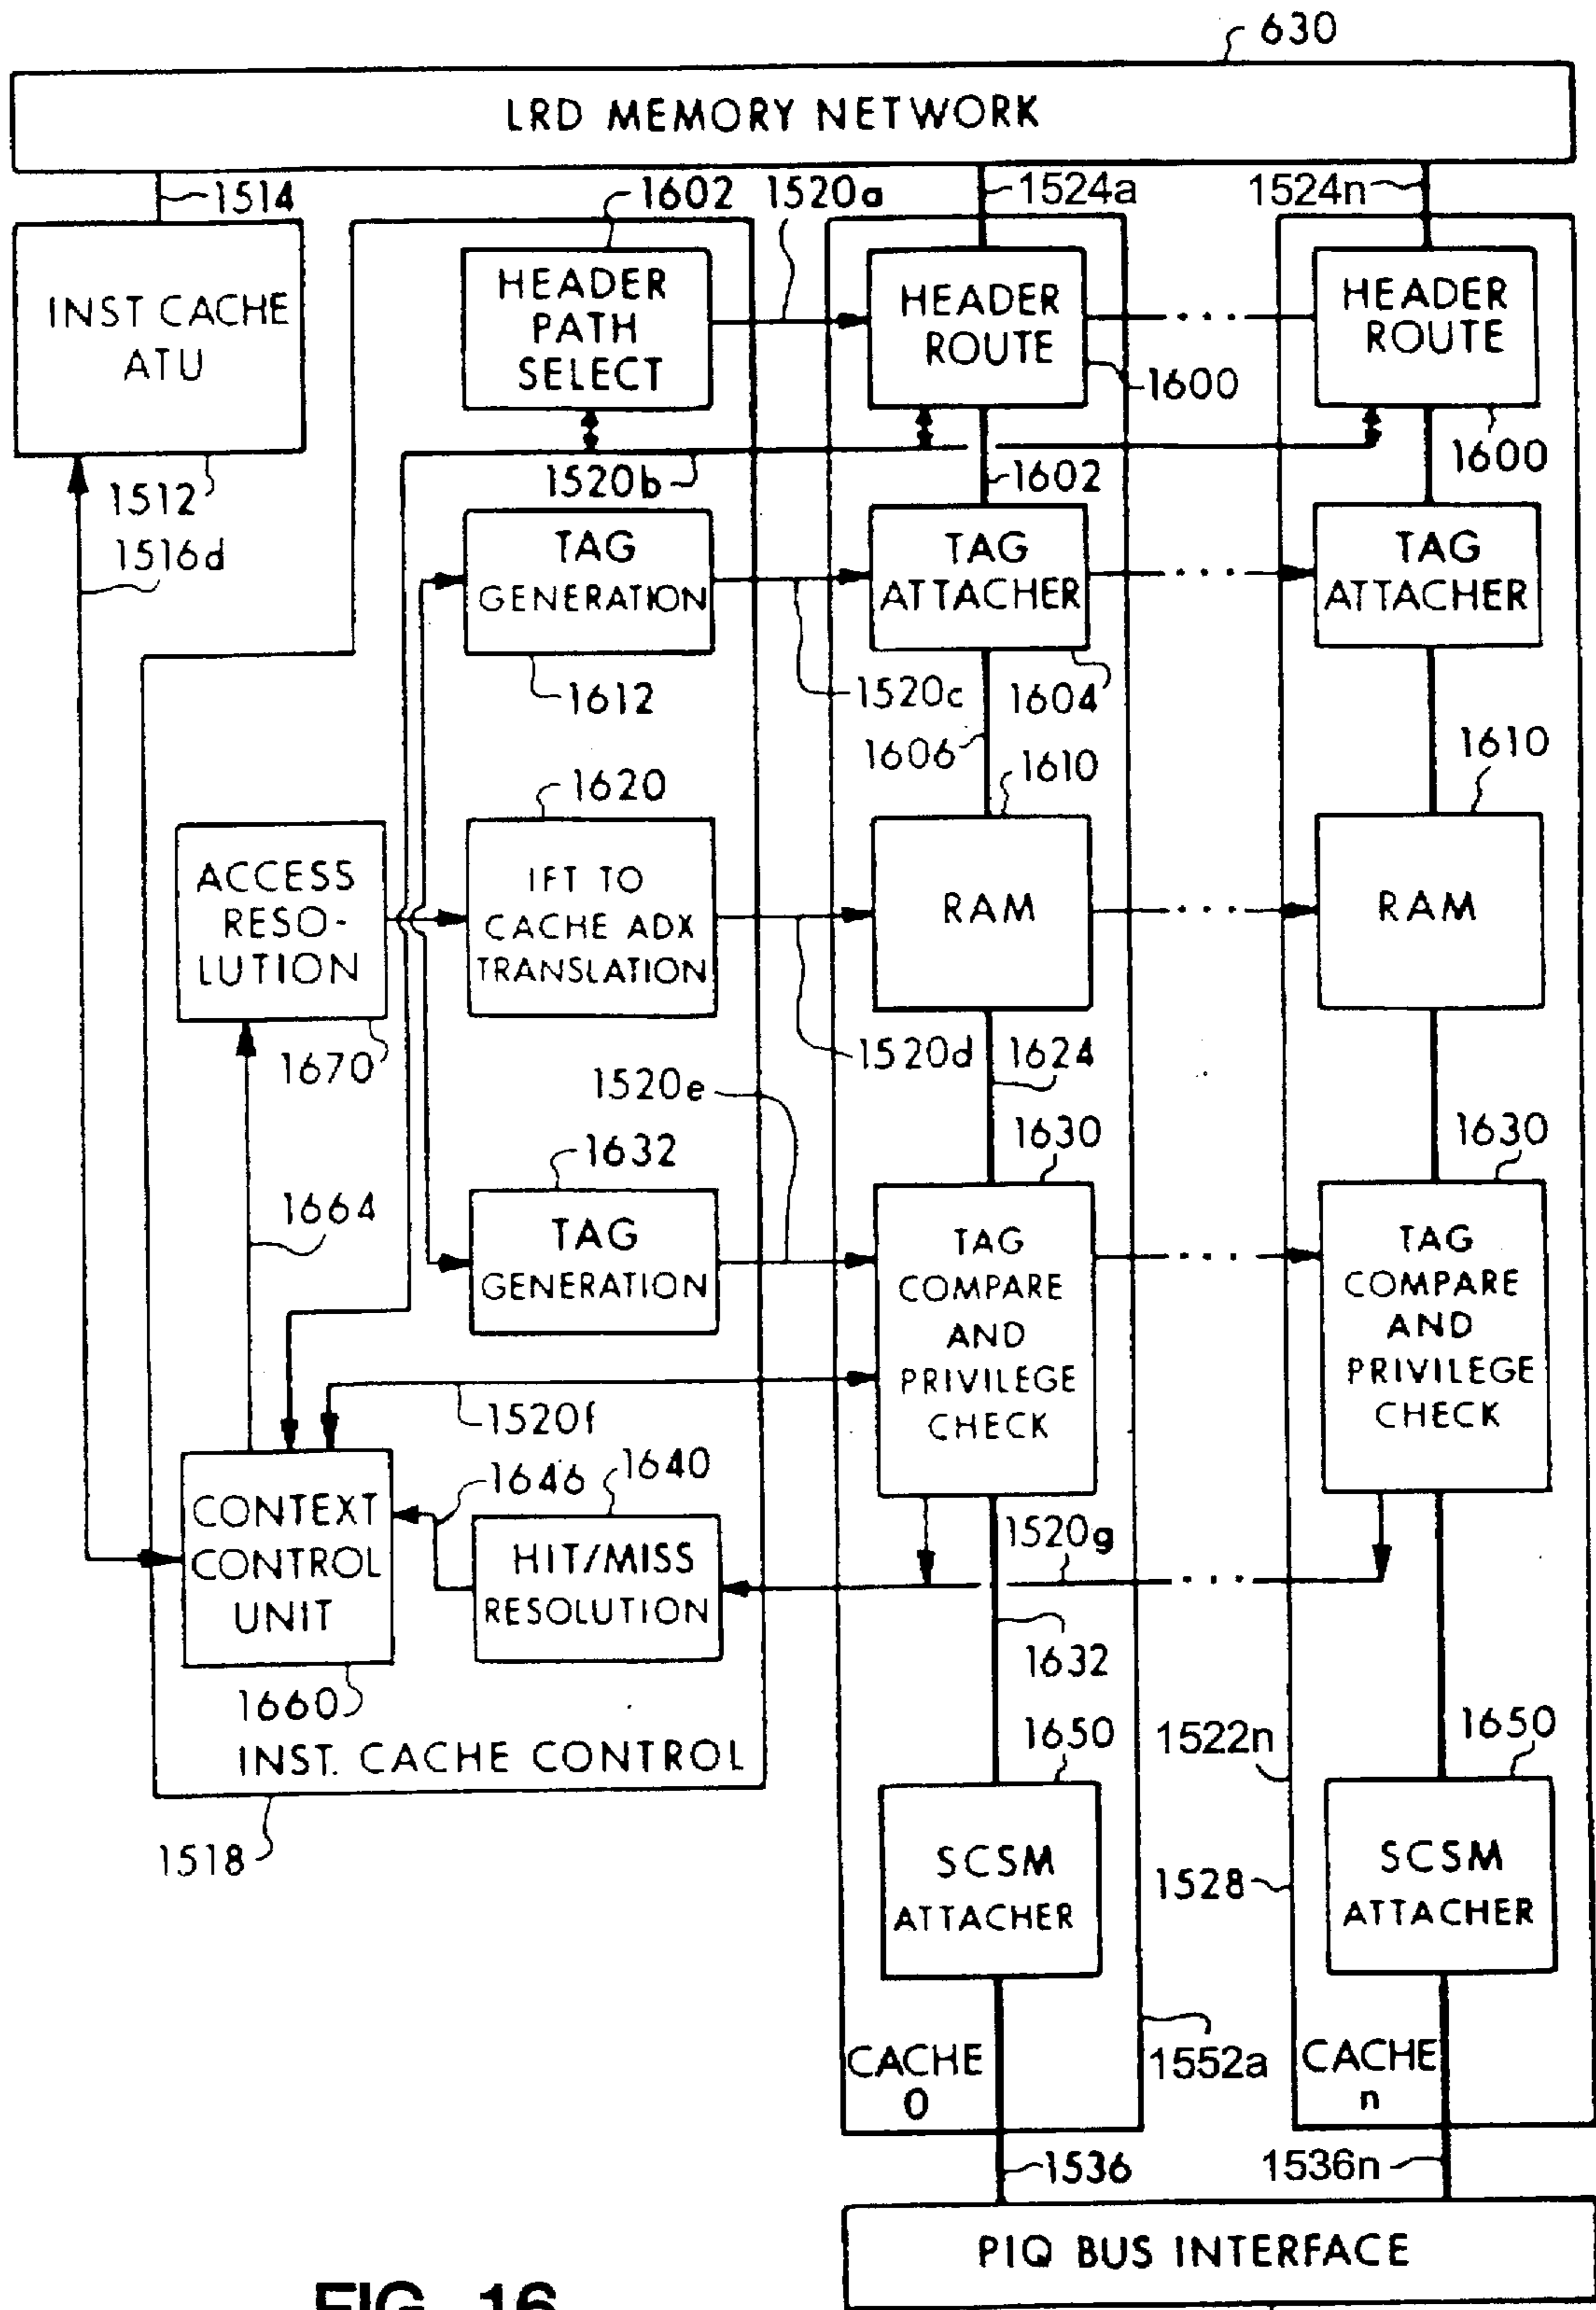 630
LRD MEMORY NETWORK
1514
1602
1520a
1524a
1524n
INST CACHE
ATU
HEADER
PATH
SELECT
HEADER
ROUTE
HEADER
ROUTE
1600
1600
1512
1520b
1602
1516d
TAG
GENERATION
TAG
ATTACHER
TAG
ATTACHER
1612
1520c
1604
1606
1610
1610
1620
ACCESS
RESO-
LUTION
IFT TO
CACHE ADX
TRANSLATION
RAM
RAM
1670
1520d
1624
1520e
1630
1630
1632
1664
TAG
GENERATION
TAG
COMPARE
AND
PRIVILEGE
CHECK
TAG
COMPARE
AND
PRIVILEGE
CHECK
1520f
1646
1640
CONTEXT
CONTROL
UNIT
HIT/MISS
RESOLUTION
1520g
1632
1660
INST. CACHE CONTROL
1650
1522n
1650
1518
SCSM
ATTACHER
1528
SCSM
ATTACHER
CACHE
0
1552a
CACHE
n
1536
1536n
PIQ BUS INTERFACE
FIG. 16